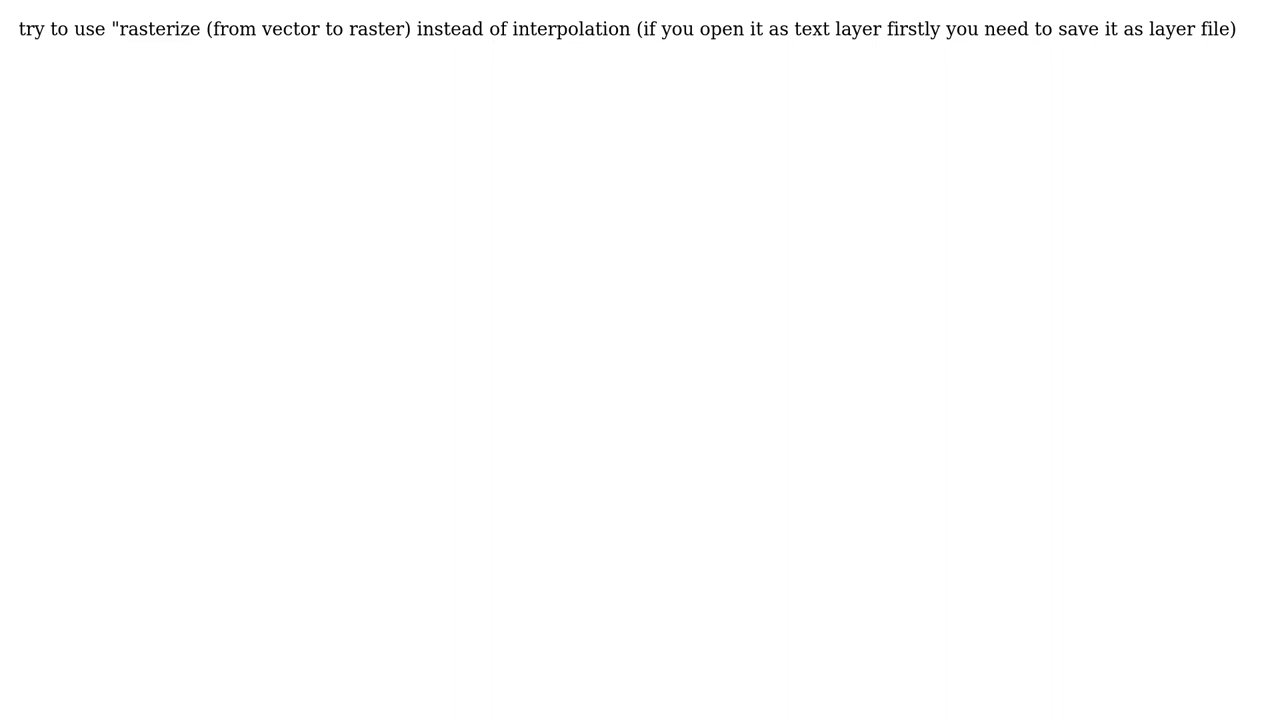 try to use "rasterize (from vector to raster) instead of interpolation (if you open it as text layer firstly you need to save it as layer file)